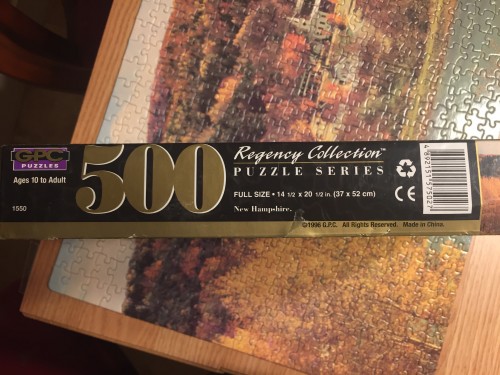 GPC
PUZZLES
Ages 10 to Adult
1550
500
Regency Collection™
PUZZLE SERIES
FULL SIZE • 14 1/2 x 20 1/2 in. (37 x 52 cm)
New Hampshire.
©1996 G.P.C. All Rights Reserved. Made in China.
CE